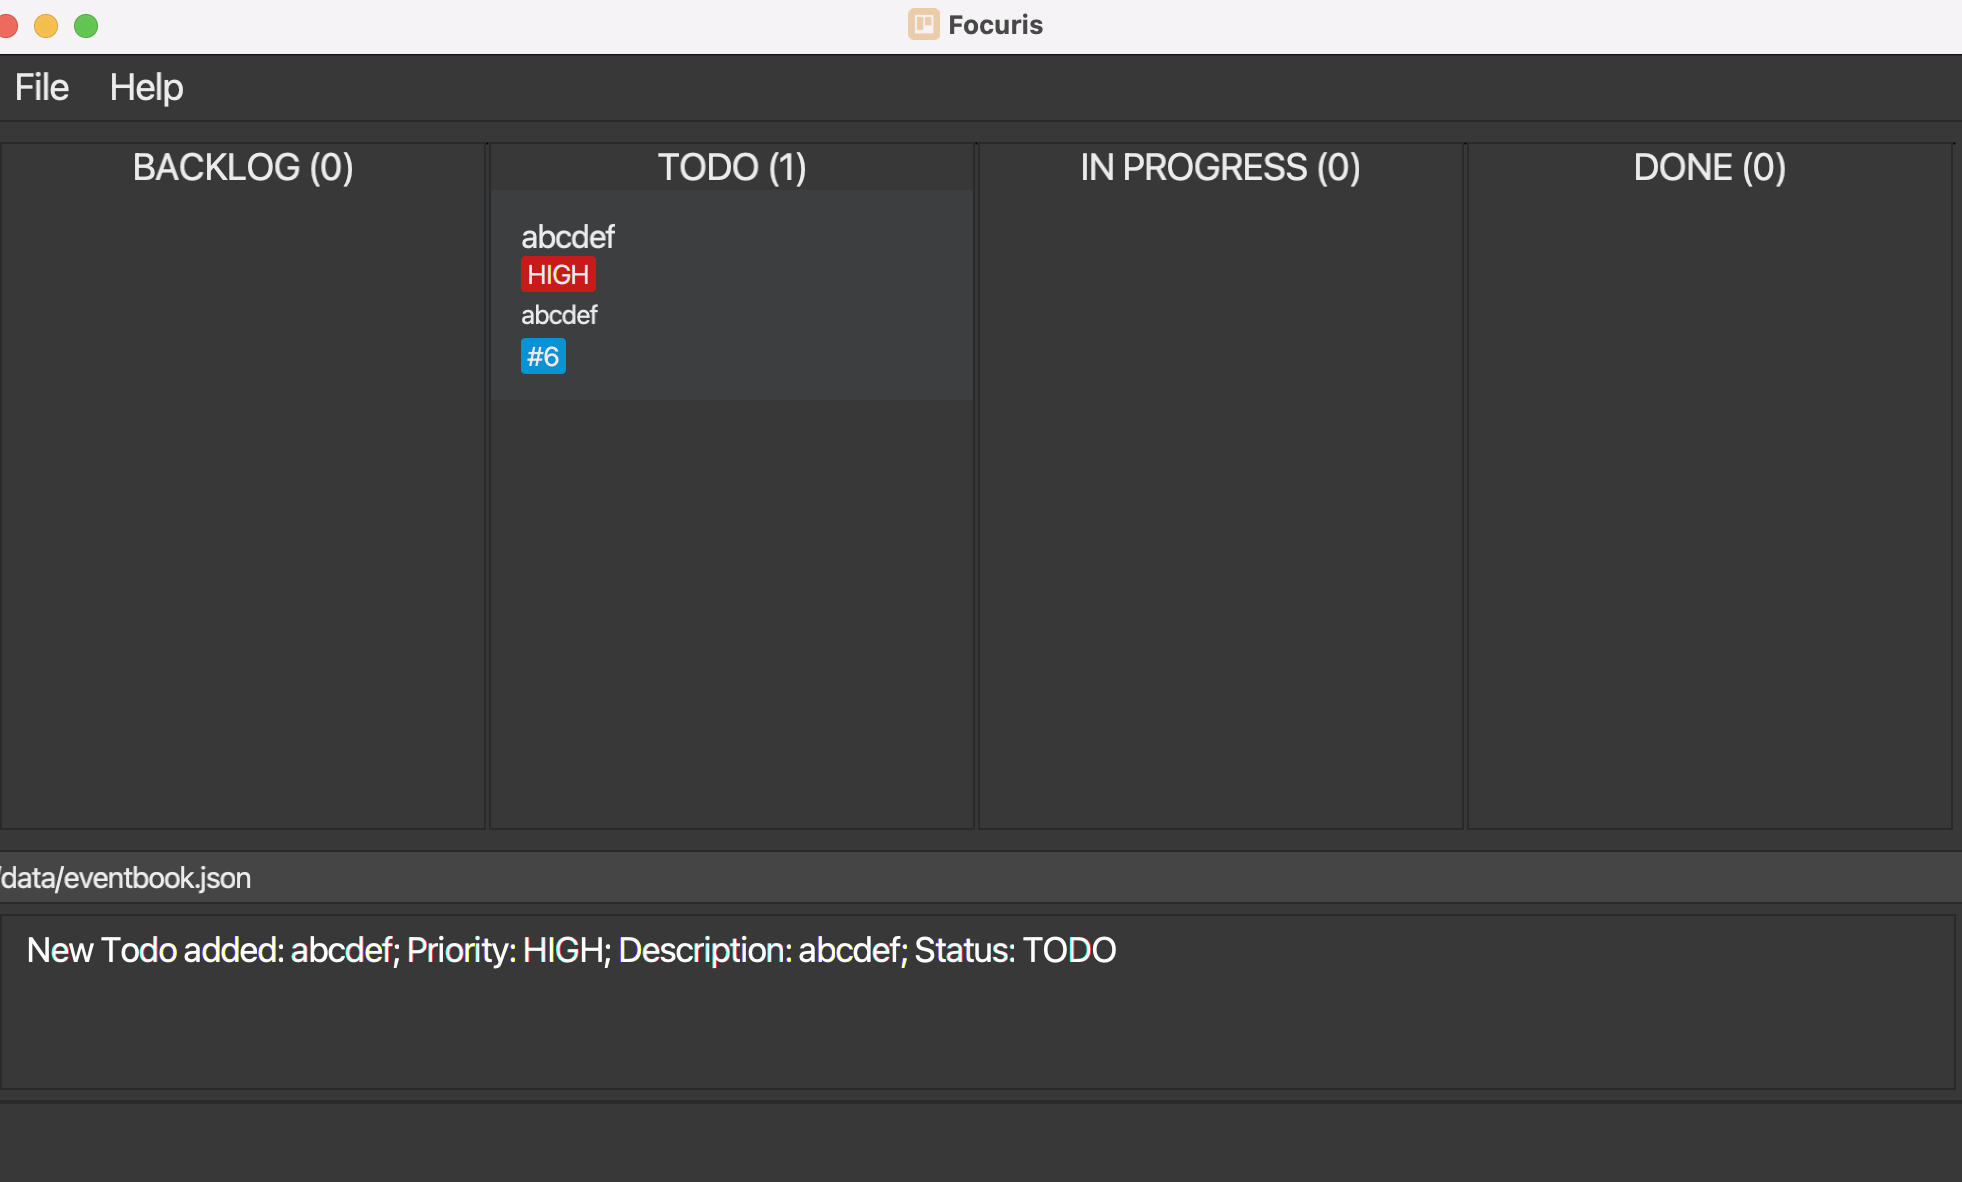 Focuris
File Help
BACKLOG (0)
TODO (1)
IN PROGRESS (0)
DONE (0)
abcdef
HIGH
abcdef
#6
/data/eventbook.json
New Todo added: abcdef; Priority: HIGH; Description: abcdef; Status: TODO